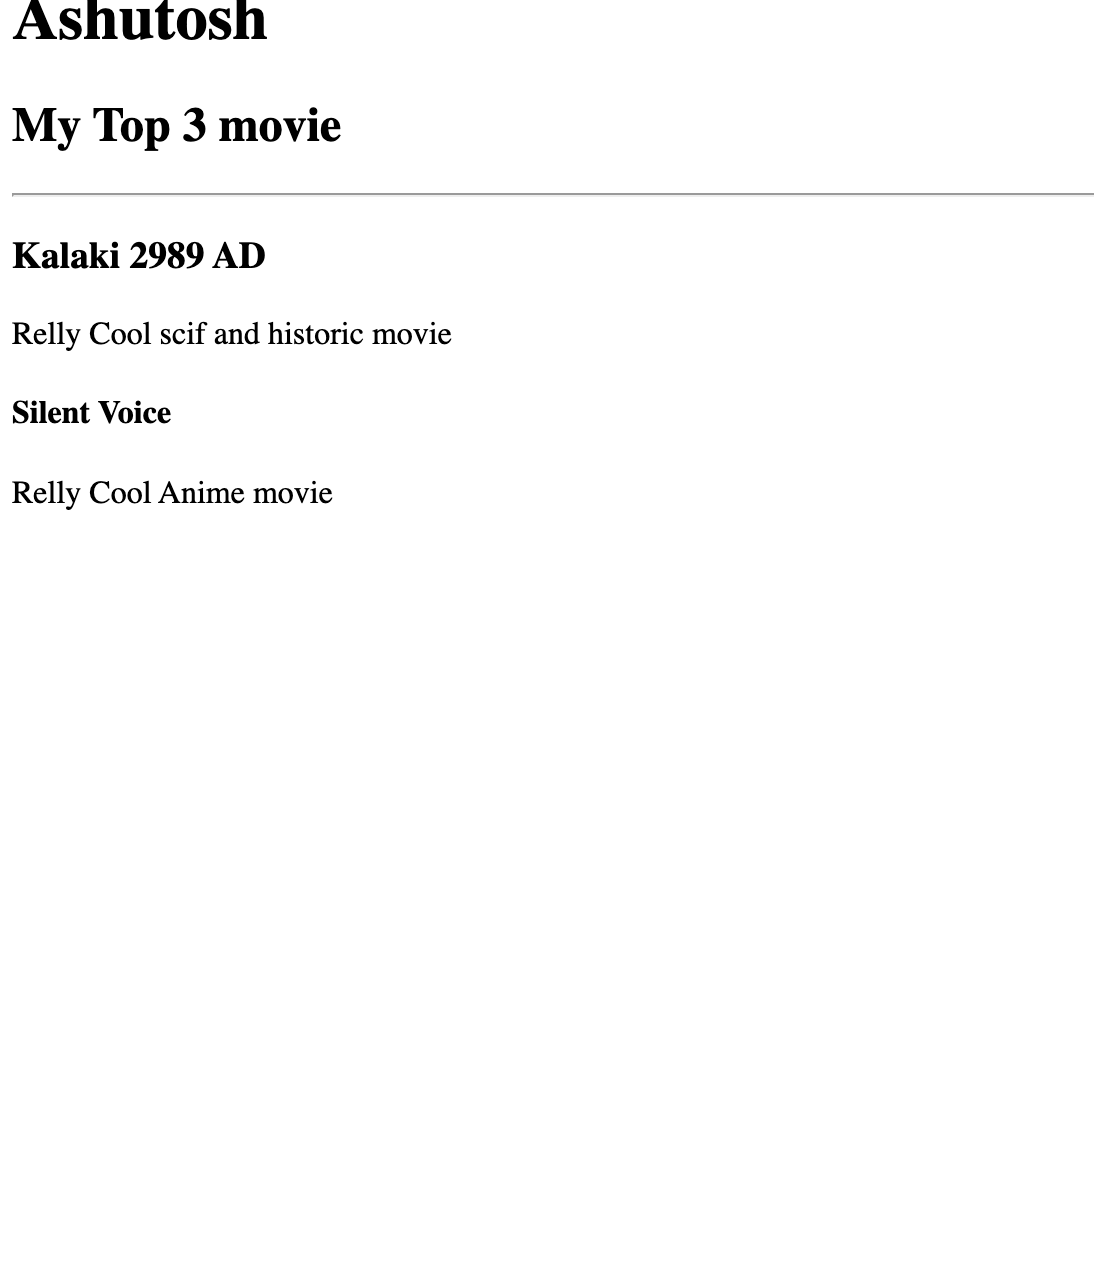 Ashutosh
My Top 3 movie
Kalaki 2989 AD
Relly Cool scif and historic movie
Silent Voice
Relly Cool Anime movie